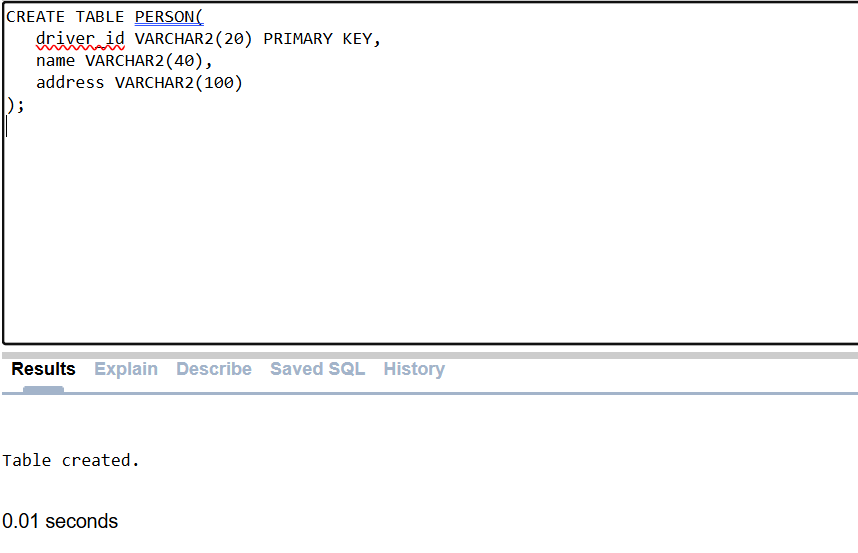 CREATE TABLE PERSON(
driver_id VARCHAR2(20) PRIMARY KEY,
name VARCHAR2(40),
address VARCHAR2(100)
);
Results Explain Describe Saved SQL History
Table created.
0.01 seconds